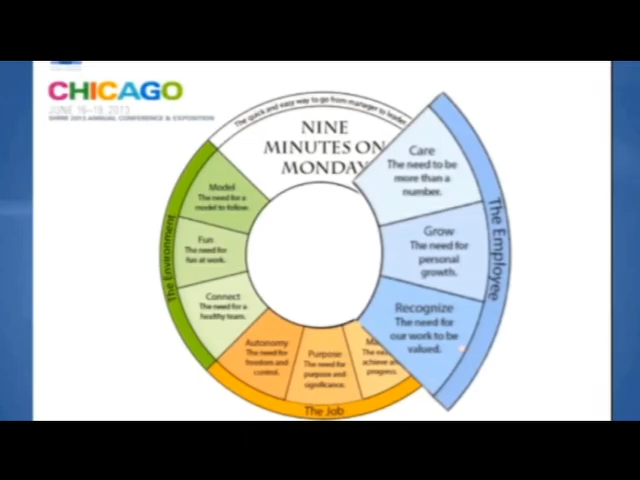 CHICAGO
JUNE 16–19, 2013
SHRM 2013 ANNUAL CONFERENCE & EXPOSITION
The quick and easy way to go from manager to leader
NINE
MINUTES ON
MONDAY
Care
The need to be
more than a
number.
Grow
The need for
personal
growth.
Recognize
The need for
our work to be
valued.
The Employee
Model
The need for a
model to follow.
Fun
The need for
fun at work.
Connect
The need for a
healthy team.
The Environment
Autonomy
The need for
freedom and
control.
Purpose
The need for
purpose and
significance.
achieve
progress.
The Job